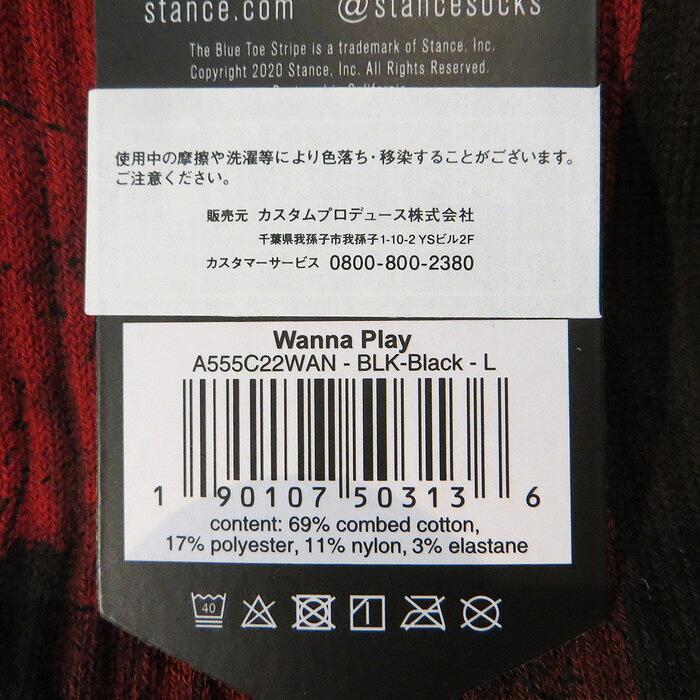 stance.com @stancesocks
The Blue Toe Stripe is a trademark of Stance, Inc.
Copyright 2020 Stance, Inc. All Rights Reserved.
使用中の摩擦や洗濯等により色落ち・移染することがございます。
ご注意ください。
販売元 カスタムプロデュース株式会社
千葉県我孫子市我孫子1-10-2 YSビル2F
カスタマーサービス 0800-800-2380
Wanna Play
A555C22WAN - BLK-Black - L
1 90107 50313 6
content: 69% combed cotton,
17% polyester, 11% nylon, 3% elastane
40